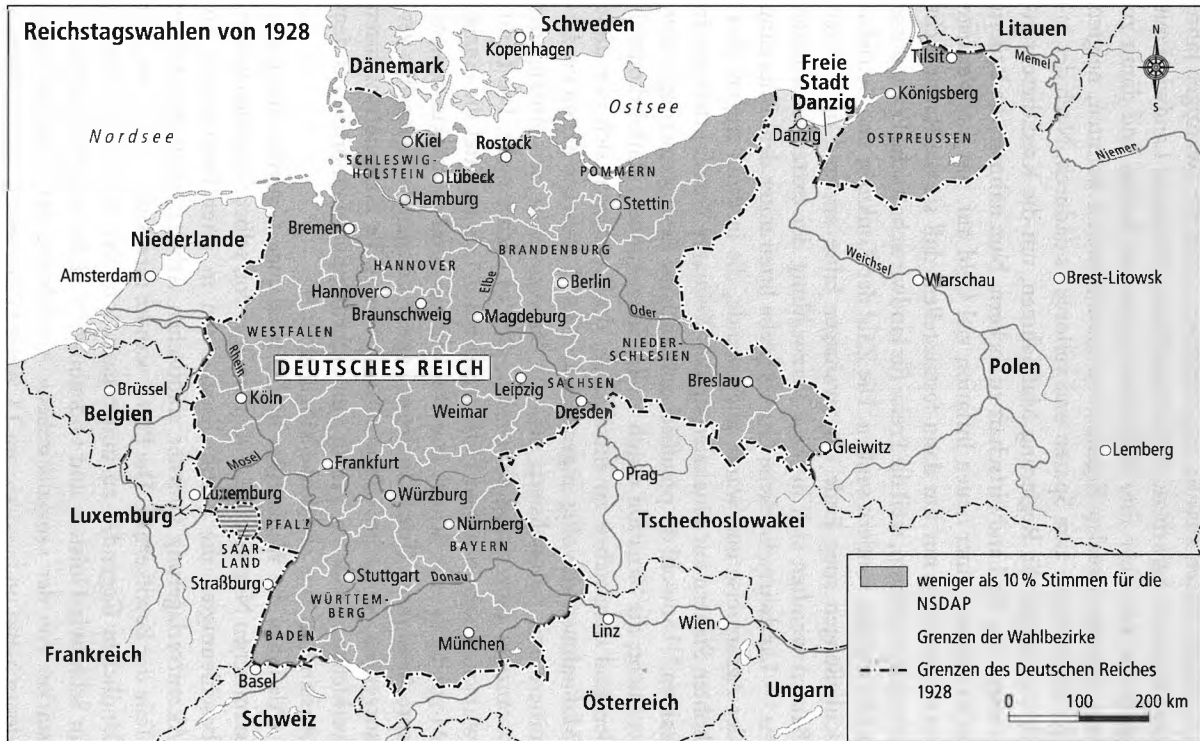 Reichstagswahlen von 1928
Schweden
Kopenhagen
Dänemark
Litauen
Tilsit
Memel
N
S
Freie
Stadt
Danzig
Königsberg
Nordsee
Ostsee
Danzig
OSTPREUSSEN
Njemer
Kiel
Rostock
SCHLESWIG-
HOLSTEIN
Lübeck
POMMERN
Hamburg
Stettin
Bremen
Niederlande
BRANDENBURG
Weichsel
HANNOVER
Elbe
Amsterdam
Berlin
Warschau
Brest-Litowsk
Hannover
Braunschweig
Magdeburg
Oder
WESTFALEN
NIEDER-
SCHLESIEN
Rhein
DEUTSCHES REICH
Polen
Brüssel
Leipzig
SACHSEN
Breslau
Belgien
Köln
Weimar
Dresden
Gleiwitz
Lemberg
Mosel
Frankfurt
Prag
Luxemburg
Würzburg
Luxemburg
PFALZ
Nürnberg
Tschechoslowakei
SAAR-
LAND
BAYERN
Straßburg
Stuttgart
Donau
WÜRTTEM-
BERG
Linz
Wien
BADEN
München
Frankreich
Basel
Österreich
Ungarn
Schweiz
weniger als 10 % Stimmen für die
NSDAP
Grenzen der Wahlbezirke
Grenzen des Deutschen Reiches
1928
0 100 200 km